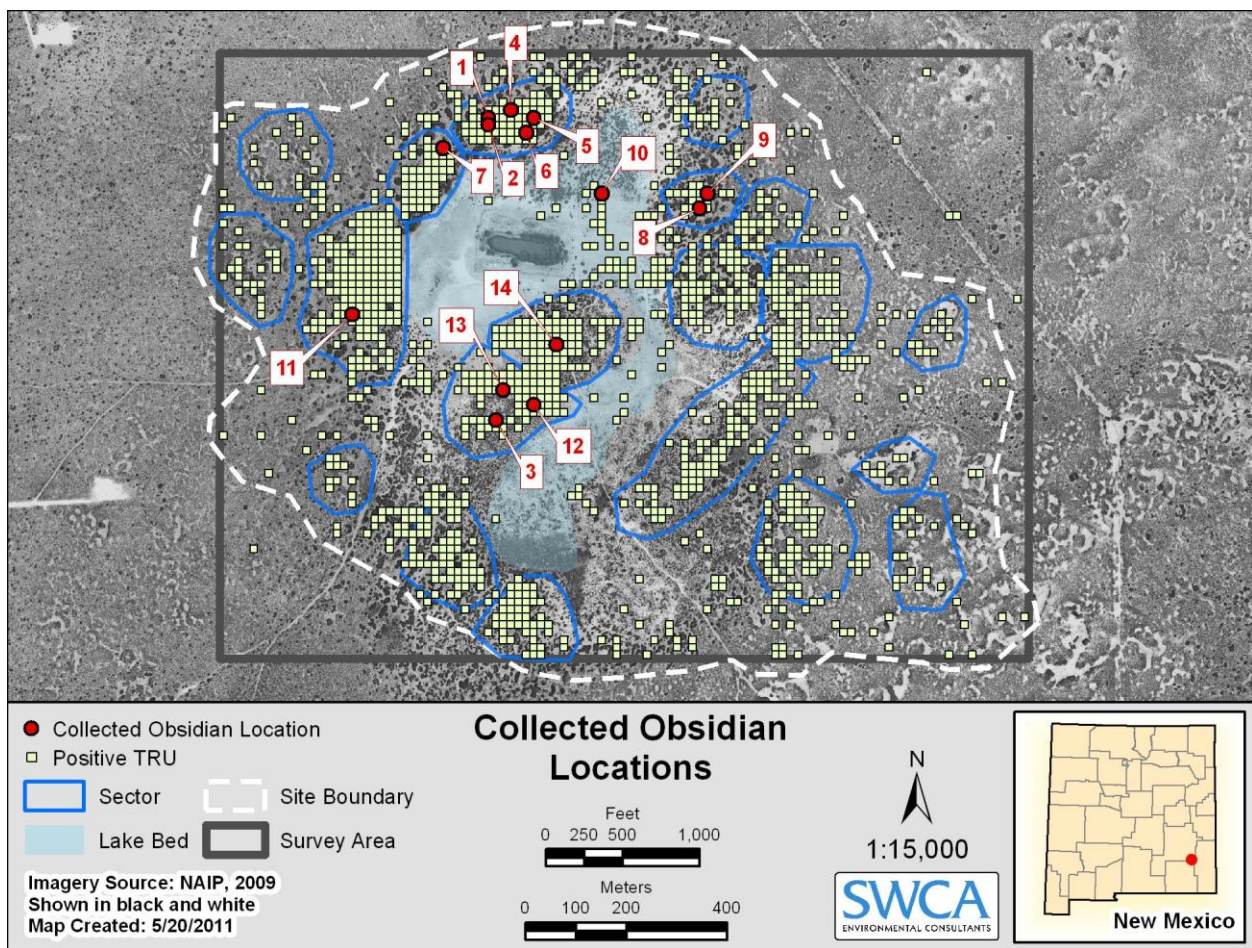 4
1
5
9
10
7
2
6
8
14
13
11
12
3
Collected Obsidian Location
Positive TRU
Sector
Site Boundary
Lake Bed
Survey Area
Imagery Source: NAIP, 2009
Shown in black and white
Map Created: 5/20/2011
Collected Obsidian
Locations
Feet
0 250 500 1,000
Meters
0 100 200 400
N
1:15,000
SWCA
ENVIRONMENTAL CONSULTANTS
New Mexico